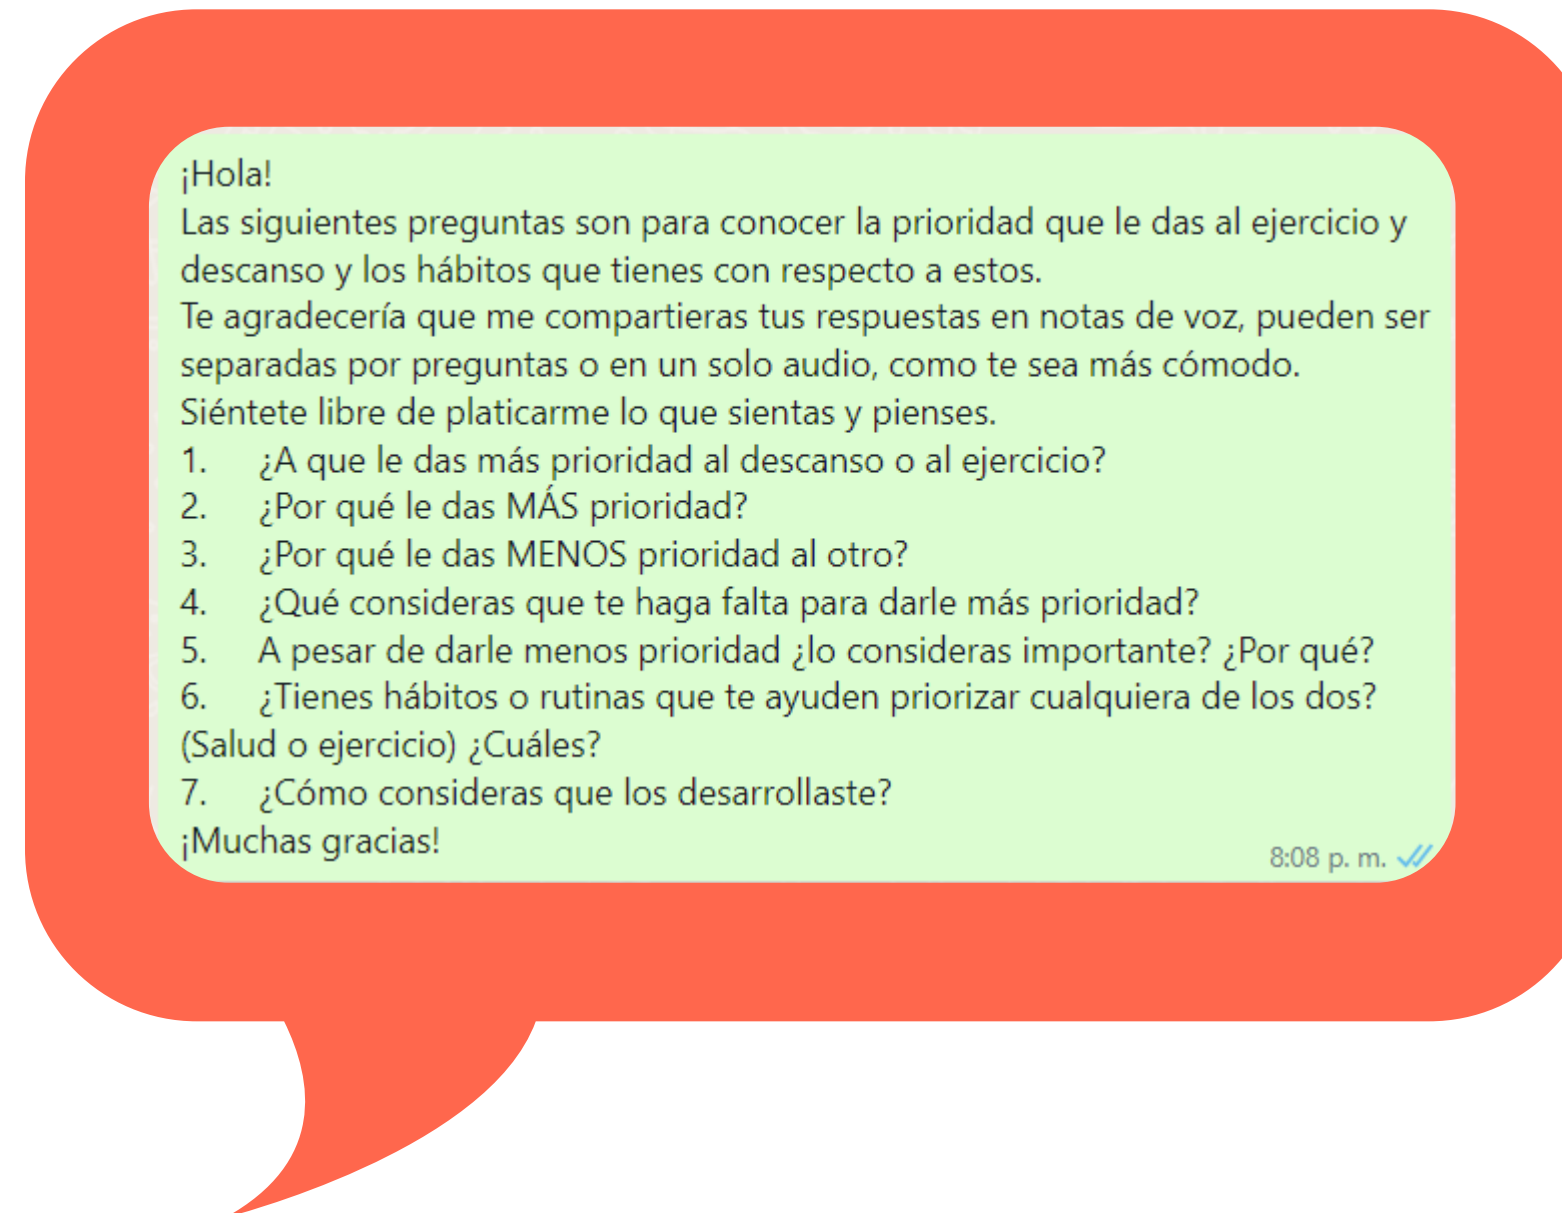 ¡Hola!
Las siguientes preguntas son para conocer la prioridad que le das al ejercicio y
descanso y los hábitos que tienes con respecto a estos.
Te agradecería que me compartieras tus respuestas en notas de voz, pueden ser
separadas por preguntas o en un solo audio, como te sea más cómodo.
Siéntete libre de platicarme lo que sientas y pienses.
1. ¿A que le das más prioridad al descanso o al ejercicio?
2. ¿Por qué le das MÁS prioridad?
3. ¿Por qué le das MENOS prioridad al otro?
4. ¿Qué consideras que te haga falta para darle más prioridad?
5. A pesar de darle menos prioridad ¿lo consideras importante? ¿Por qué?
6. ¿Tienes hábitos o rutinas que te ayuden priorizar cualquiera de los dos?
(Salud o ejercicio) ¿Cuáles?
7. ¿Cómo consideras que los desarrollaste?
¡Muchas gracias!
8:08 p. m.